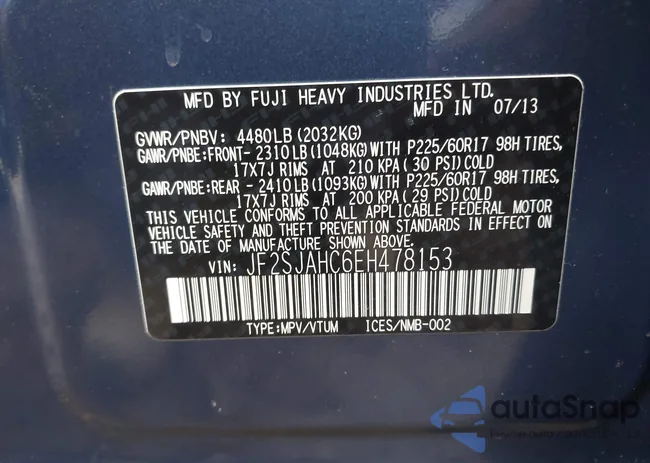 MFD BY FUJI HEAVY INDUSTRIES LTD.
MFD IN 07/13
GVWR/PNBV: 4480LB(2032KG)
GAWR/PNBE:FRONT-2310LB(1048KG)WITH P225/60R17 98H TIRES,
17X7J RIMS AT 210 KPA(30 PSI)COLD
GAWR/PNBE:REAR -2410LB(1093KG)WITH P225/60R17 98H TIRES,
17X7J RIMS AT 200 KPA(29 PSI)COLD
THIS VEHICLE CONFORMS TO ALL APPLICABLE FEDERAL MOTOR
VEHICLE SAFETY AND THEFT PREVENTION STANDARDS IN EFFECT ON
THE DATE OF MANUFACTURE SHOWN ABOVE.
VIN: JF2SJAHC6EH478153
TYPE:MPV/VTUM ICES/NMB-002
autoSnap